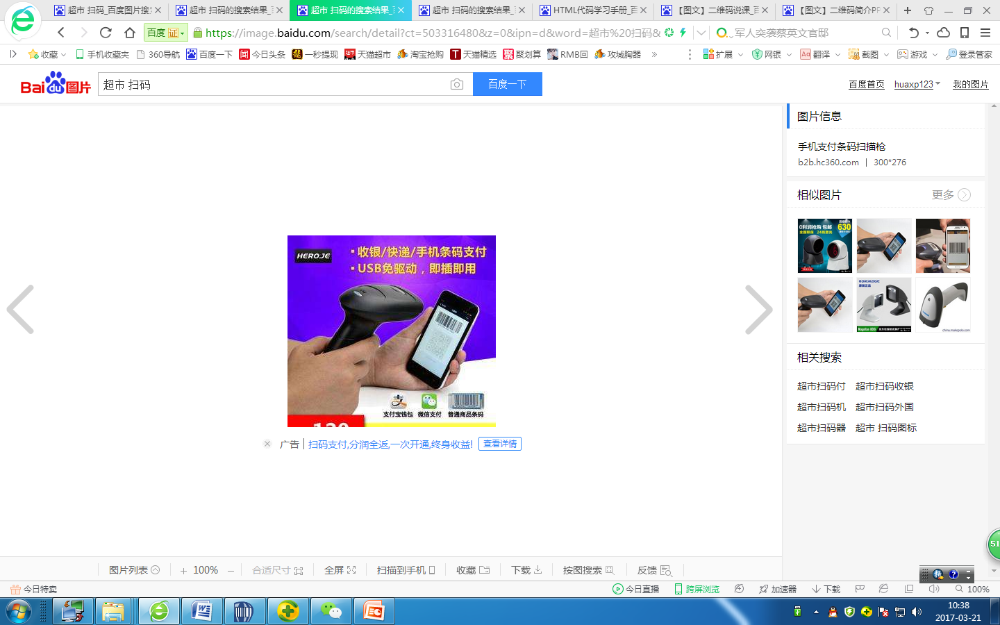 超市 扫码_百度图片搜
超市 扫码的搜索结果_
超市 扫码的搜索结果_
超市 扫码的搜索结果_
HTML代码学习手册_百
【图文】二维码说课_百
【图文】二维码简介PP
百度 证
https://image.baidu.com/search/detail?ct=503316480&z=0&ipn=d&word=超市%20扫码&
军人突袭蔡英文官邸
收藏
手机收藏夹
360导航
百度一下
今日头条
一秒提现
天猫超市
淘宝抢购
天猫精选
聚划算
RMB回
攻城胸器
»
扩展
网银
翻译
截图
游戏
登录管家
Bai du 图片
超市 扫码
百度一下
百度首页
huaxp123
我的图片
图片信息
手机支付条码扫描枪
b2b.hc360.com | 300*276
相似图片
更多
0利润抢购 包邮
630
DATALOGIC
china.makepolo.com
相关搜索
超市扫码付 超市扫码收银
超市扫码机 超市扫码外国
超市扫码器 超市 扫码图标
HEROJE
·收银/快递/手机条码支付
·USB免驱动，即插即用
支付宝钱包 微信支付 普通商品条码
广告 | 扫码支付,分润全返,一次开通,终身收益! 查看详情
图片列表
100%
合适尺寸
全屏
扫描到手机
收藏
下载
按图搜索
反馈
51
今日特卖
今日直播
跨屏浏览
加速器
下载
100%
10:38
2017-03-21